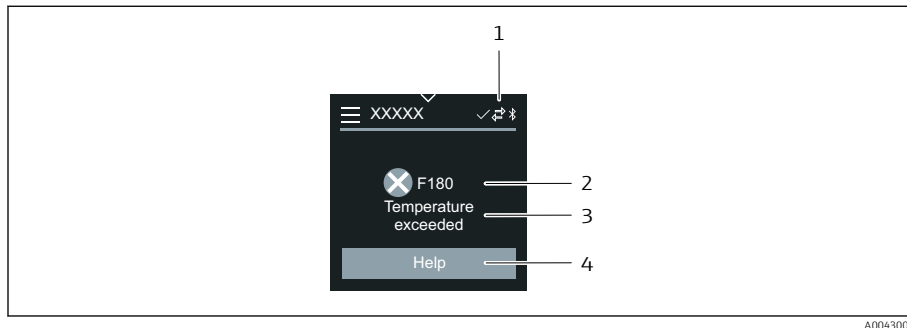 1
XXXXX
F180
2
Temperature
exceeded
3
Help
4
A004300